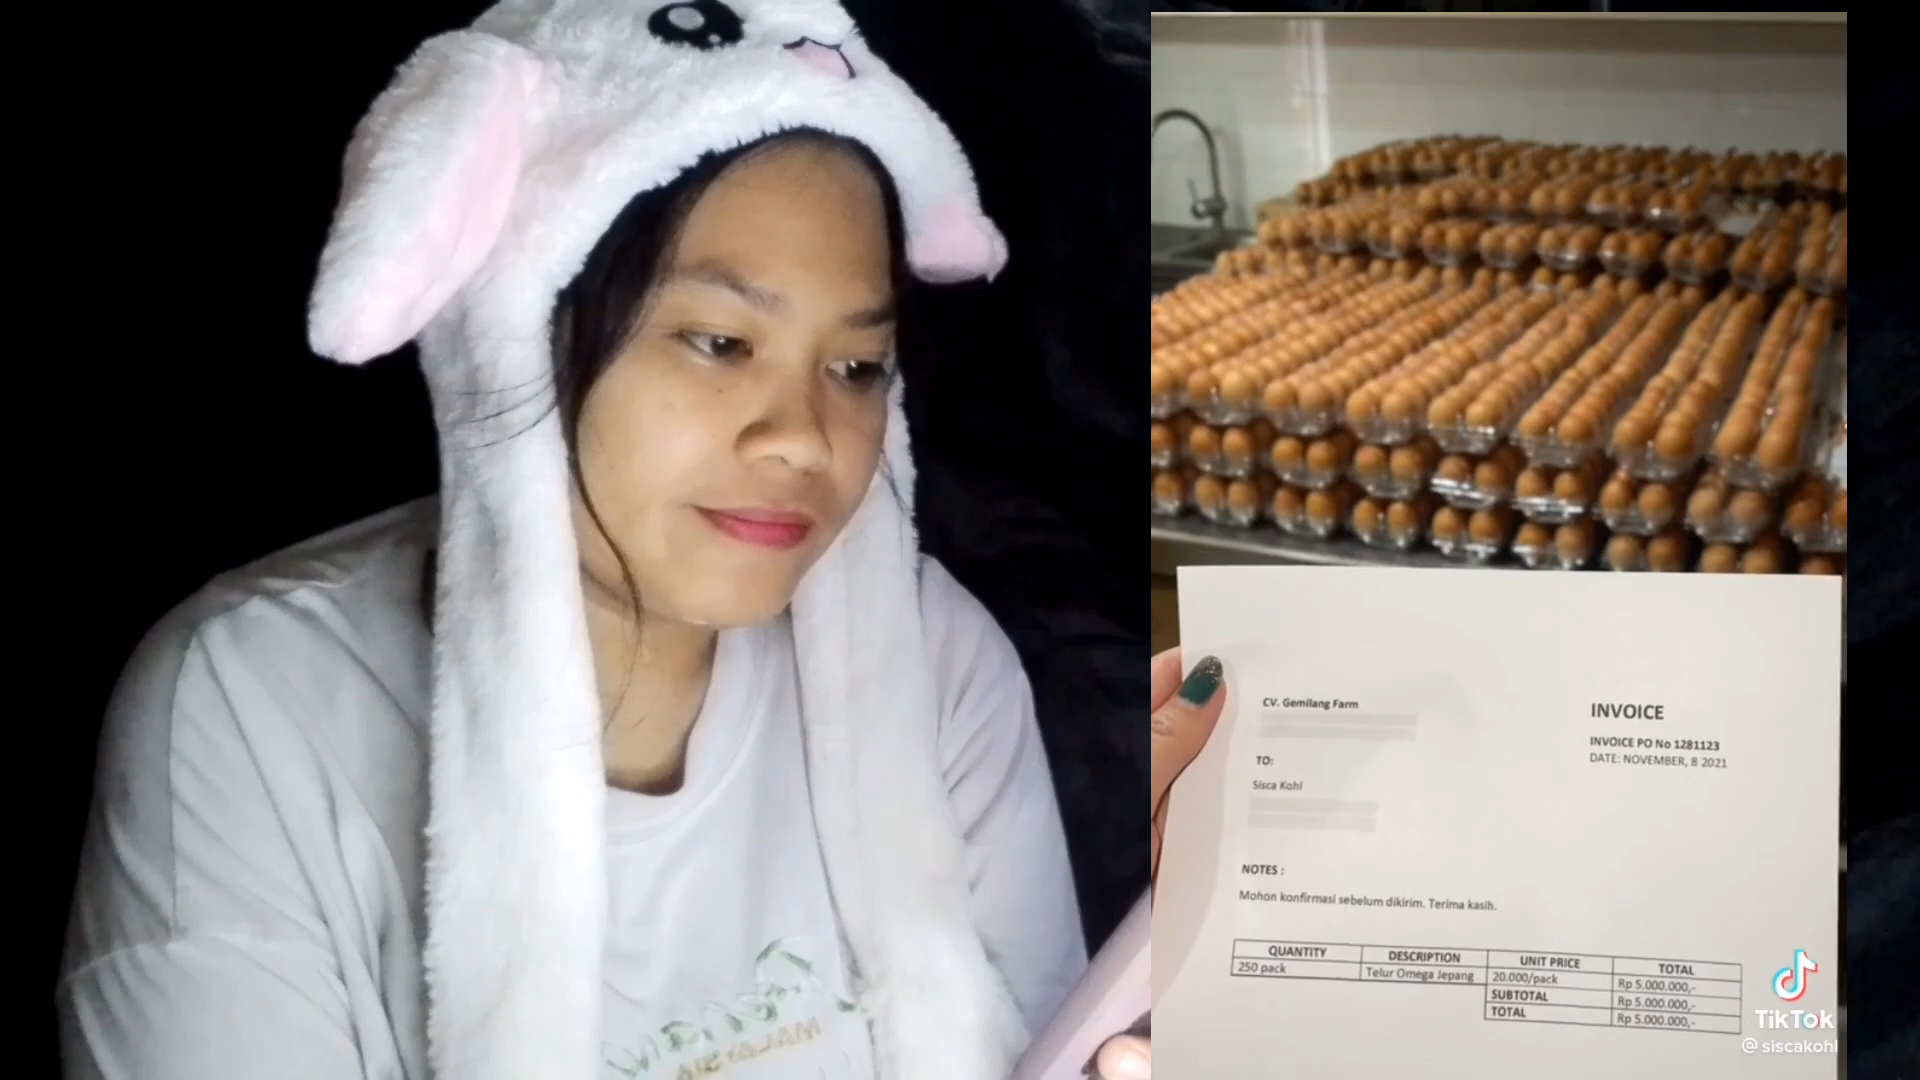 CV. Gemilang Farm
INVOICE
INVOICE PO No 1281123
DATE: NOVEMBER, 8 2021
TO:
Sisca Kohl
NOTES :
Mohon konfirmasi sebelum dikirim. Terima kasih.
QUANTITY DESCRIPTION UNIT PRICE TOTAL
250 pack Telur Omega Jepang 20.000/pack Rp 5.000.000,-
SUBTOTAL Rp 5.000.000,-
TOTAL Rp 5.000.000,-
TikTok
@siscakohl
MALAYSIA